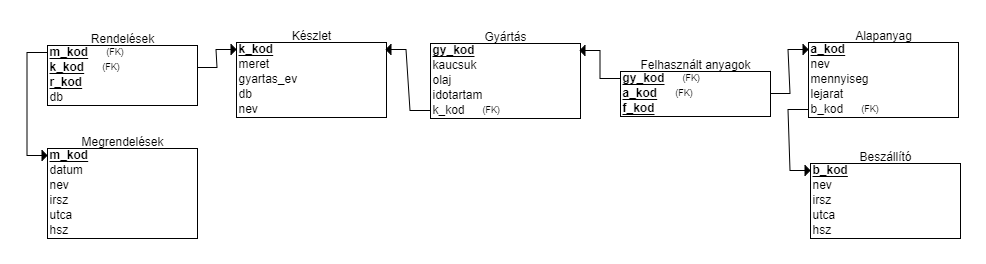 Rendelések
m_kod (FK)
k_kod (FK)
r_kod
db
Megrendelések
m_kod
datum
nev
irsz
utca
hsz
Készlet
k_kod
meret
gyartas_ev
db
nev
Gyártás
gy_kod
kaucsuk
olaj
idotartam
k_kod (FK)
Felhasznált anyagok
gy_kod (FK)
a_kod (FK)
f_kod
Alapanyag
a_kod
nev
mennyiseg
lejarat
b_kod (FK)
Beszállító
b_kod
nev
irsz
utca
hsz